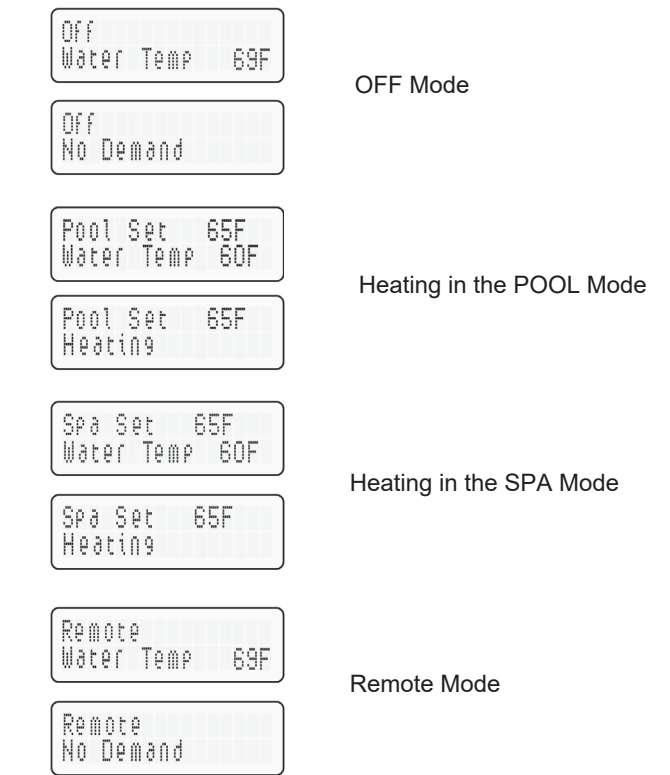 Off
Water Temp 69F
OFF Mode
Off
No Demand
Pool Set 65F
Water Temp 60F
Heating in the POOL Mode
Pool Set 65F
Heating
Spa Set 65F
Water Temp 60F
Heating in the SPA Mode
Spa Set 65F
Heating
Remote
Water Temp 69F
Remote Mode
Remote
No Demand